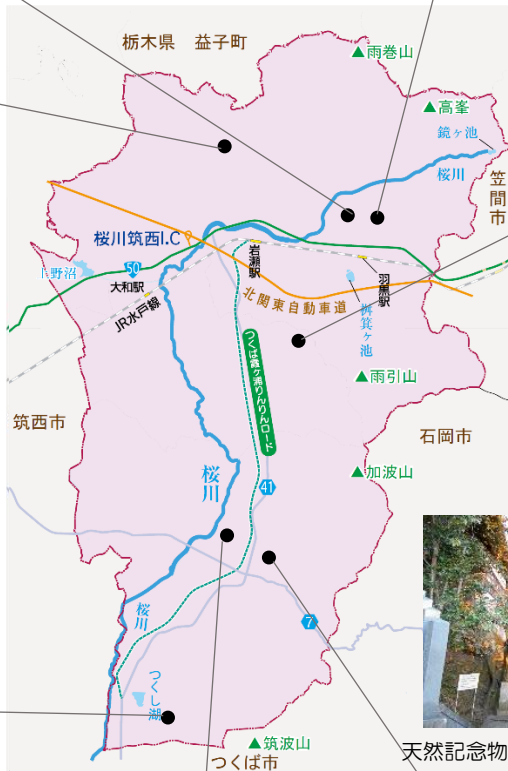 栃木県 益子町
▲雨巻山
▲高峯
鏡ヶ池
桜川
笠間市
桜川筑西I.C
岩瀬駅
羽黒駅
50
大和駅
JR水戸線
北関東自動車道
桝箕ヶ池
つくば霞ヶ浦りんりんロード
▲雨引山
筑西市
石岡市
桜川
▲加波山
41
桜川
7
つくし湖
▲筑波山
つくば市
天然記念物